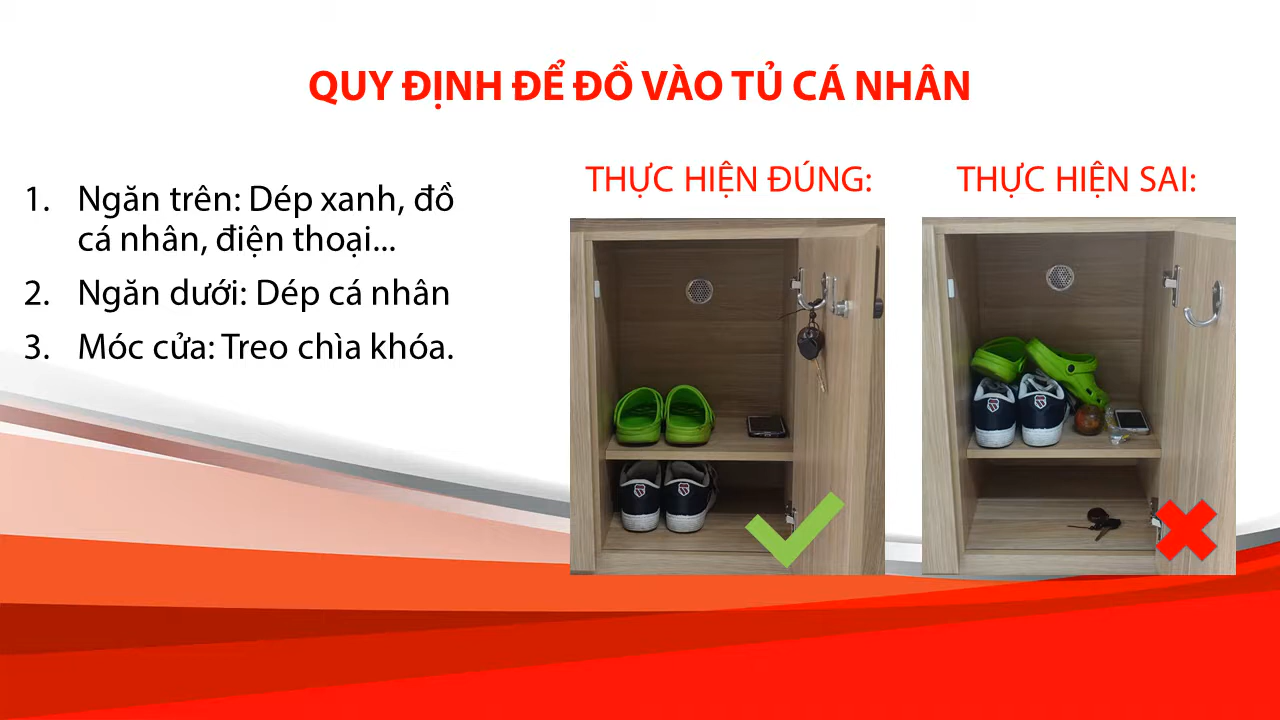 QUY ĐỊNH ĐỂ ĐỒ VÀO TỦ CÁ NHÂN
1. Ngăn trên: Dép xanh, đồ
cá nhân, điện thoại...
2. Ngăn dưới: Dép cá nhân
3. Móc cửa: Treo chìa khóa.
THỰC HIỆN ĐÚNG:
THỰC HIỆN SAI: